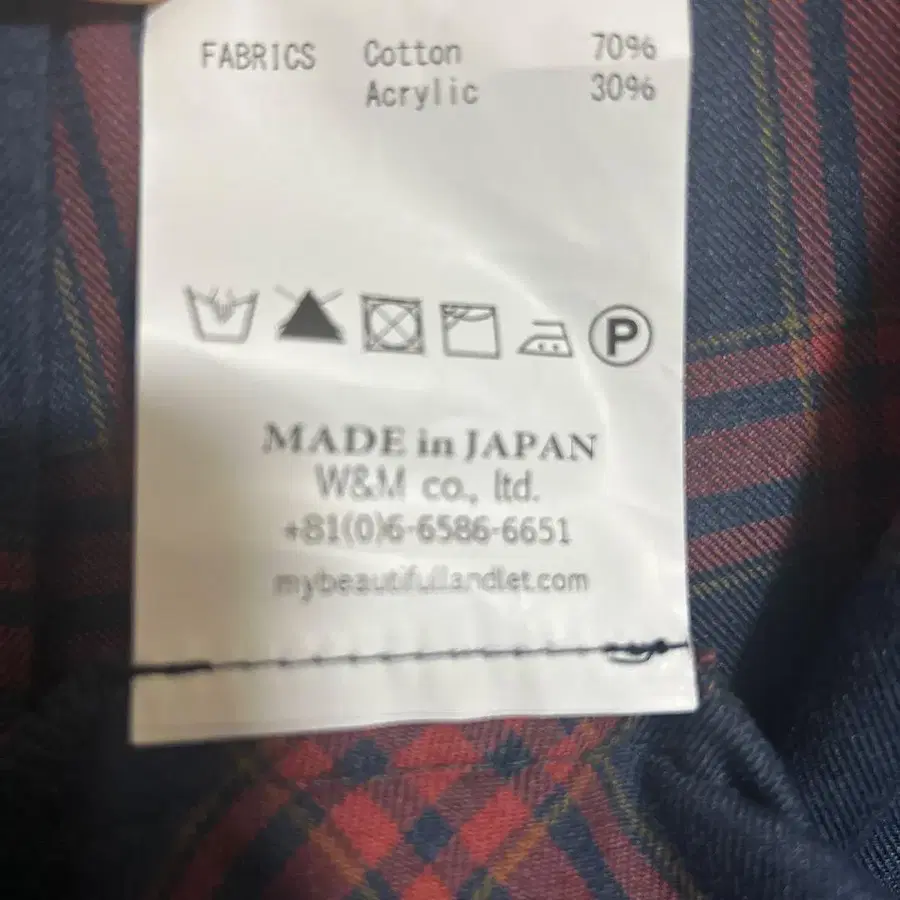 FABRICS Cotton 70%
Acrylic 30%
P
MADE in JAPAN
W&M co., ltd.
+81(0)6-6586-6651
mybeautifullandlet.com